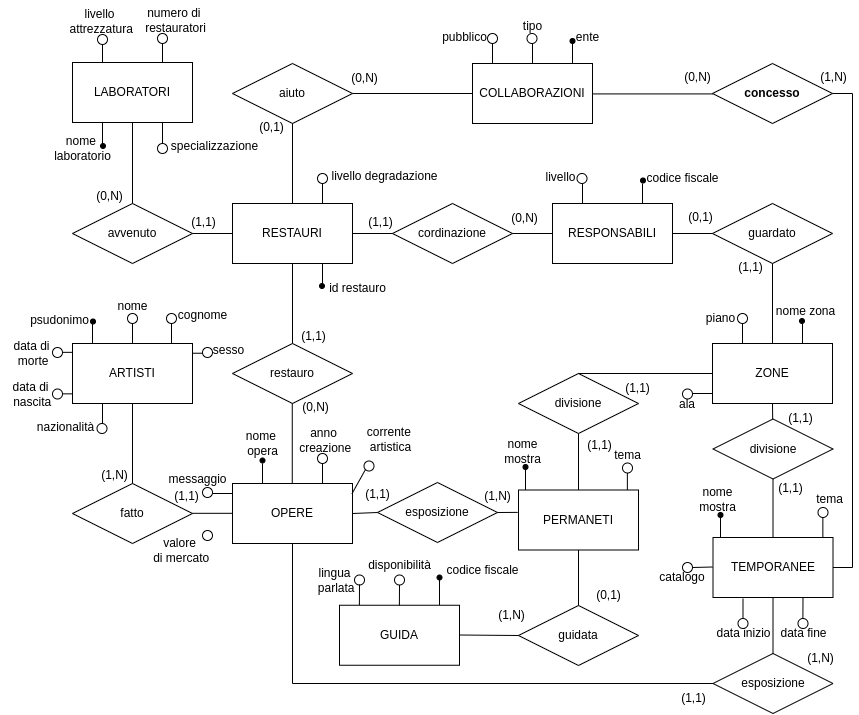 livello
attrezzatura
numero di
restauratori
LABORATORI
nome
laboratorio
specializzazione
(0,N)
avvenuto
(1,1)
aiuto
(0,N)
(0,1)
pubblico
tipo
ente
COLLABORAZIONI
(0,N)
concesso
(1,N)
livello degradazione
RESTAURI
id restauro
(1,1)
cordinazione
(0,N)
livello
codice fiscale
RESPONSABILI
(0,1)
guardato
(1,1)
psudonimo
nome
cognome
data di
morte
sesso
ARTISTI
data di
nascita
nazionalità
(1,1)
restauro
(0,N)
piano
nome zona
ZONE
ala
divisione
(1,1)
(1,1)
(1,1)
divisione
(1,1)
(1,N)
fatto
(1,1)
nome
opera
anno
creazione
corrente
artistica
messaggio
OPERE
valore
di mercato
(1,1)
esposizione
(1,N)
nome
mostra
tema
PERMANETI
nome
mostra
tema
TEMPORANEE
catalogo
data inizio
data fine
lingua
parlata
disponibilità
codice fiscale
GUIDA
(1,N)
guidata
(0,1)
(1,N)
esposizione
(1,1)